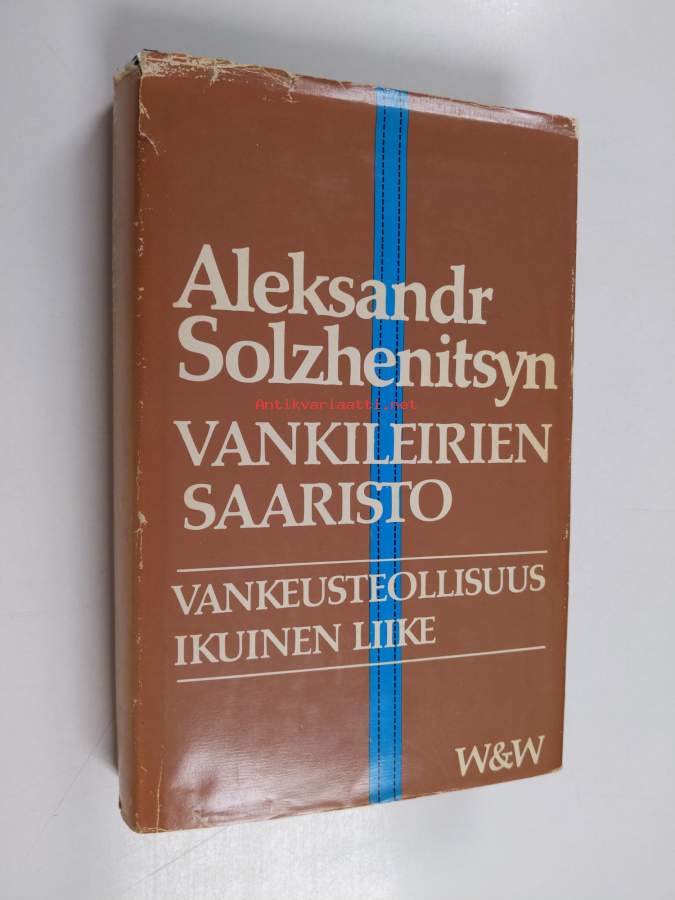 Aleksandr
Solzhenitsyn
Antikvariaatti.net
VANKILEIRIEN
SAARISTO
VANKEUSTEOLLISUUS
IKUINEN LIIKE
W&W